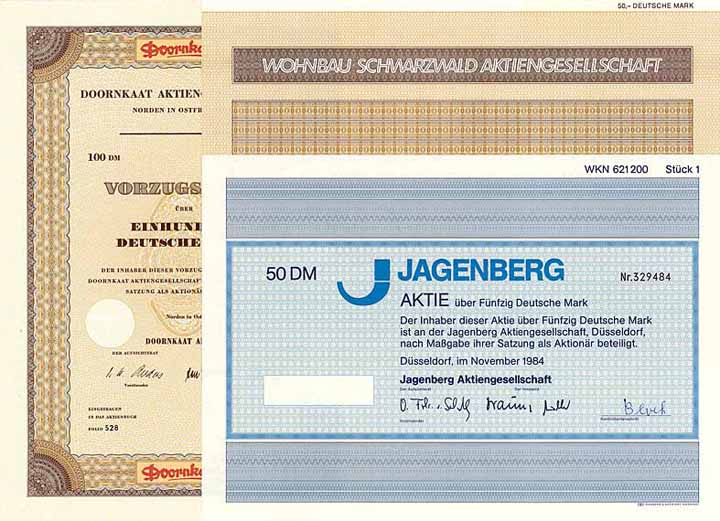 50,- DEUTSCHE MARK
WOHNBAU SCHWARZWALD AKTIENGESELLSCHAFT
Doornka
DOORNKAAT AKTIEN-
NORDEN IN OSTFR
100 DM
VORZUGS
ÜBER
EINHUN
DEUTSCHE
DER INHABER DIESER VORZUG
DOORNKAAT AKTIENGESELLSCHAFT
SATZUNG ALS AKTIONÄ
Norden in Ost
DOORNKAAT A
DER AUFSICHTSRAT
Vorsitzender
EINGETRAGEN
IN DAS AKTIENBUCH
FOLIO 528
Doornka
WKN 621200 Stück 1
50 DM
JAGENBERG
Nr.329484
AKTIE über Fünfzig Deutsche Mark
Der Inhaber dieser Aktie über Fünfzig Deutsche Mark
ist an der Jagenberg Aktiengesellschaft, Düsseldorf,
nach Maßgabe ihrer Satzung als Aktionär beteiligt.
Düsseldorf, im November 1984
Jagenberg Aktiengesellschaft
Der Aufsichtsrat Der Vorstand